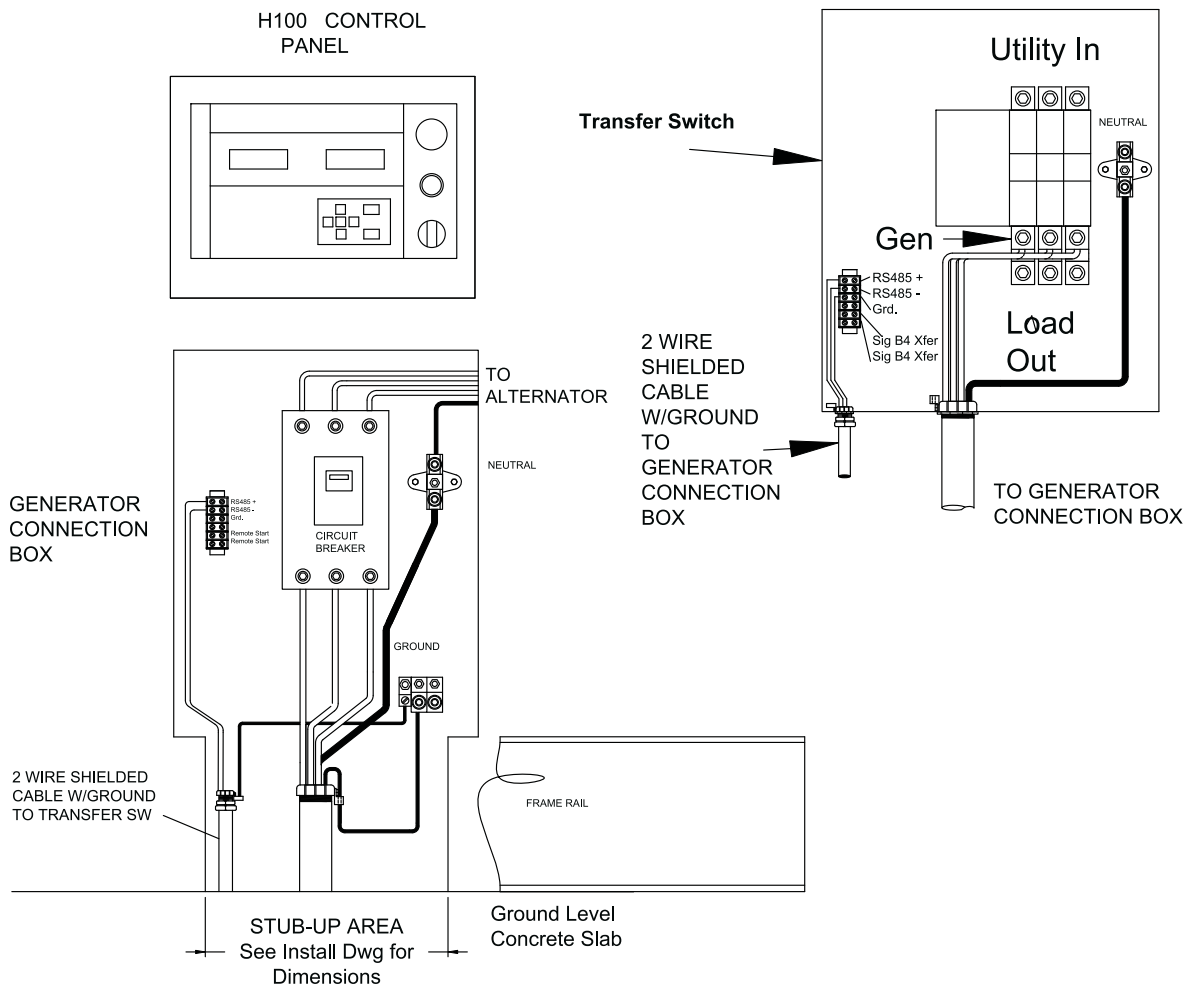 H100 CONTROL
PANEL
Utility In
Transfer Switch
NEUTRAL
Gen
RS485 +
RS485 -
Grd.
Sig B4 Xfer
Sig B4 Xfer
Load
Out
2 WIRE
SHIELDED
CABLE
W/GROUND
TO
GENERATOR
CONNECTION
BOX
TO GENERATOR
CONNECTION BOX
TO
ALTERNATOR
NEUTRAL
GENERATOR
CONNECTION
BOX
RS485 +
RS485 -
Grd.
Remote Start
Remote Start
CIRCUIT
BREAKER
GROUND
2 WIRE SHIELDED
CABLE W/GROUND
TO TRANSFER SW
FRAME RAIL
STUB-UP AREA
See Install Dwg for
Dimensions
Ground Level
Concrete Slab